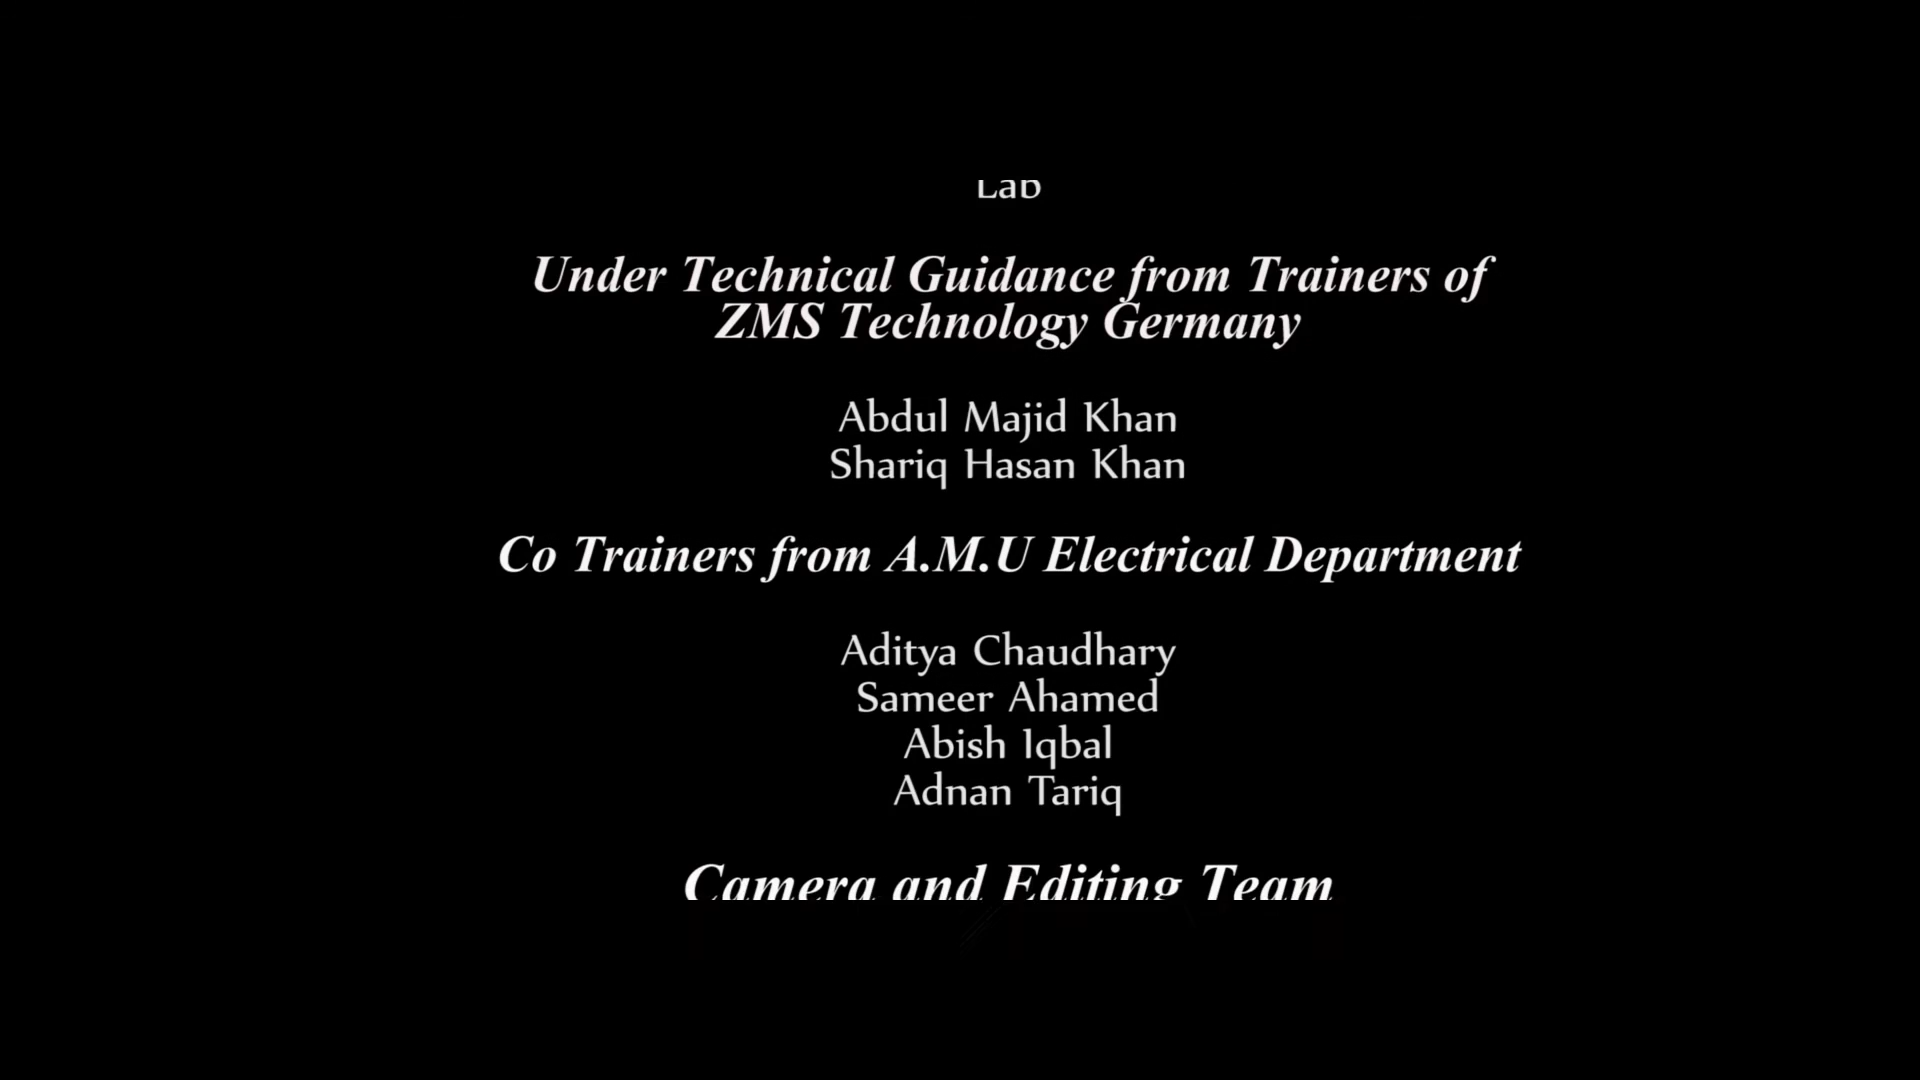 Lab
Under Technical Guidance from Trainers of
ZMS Technology Germany
Abdul Majid Khan
Shariq Hasan Khan
Co Trainers from A.M.U Electrical Department
Aditya Chaudhary
Sameer Ahamed
Abish Iqbal
Adnan Tariq
Camera and Editing Team